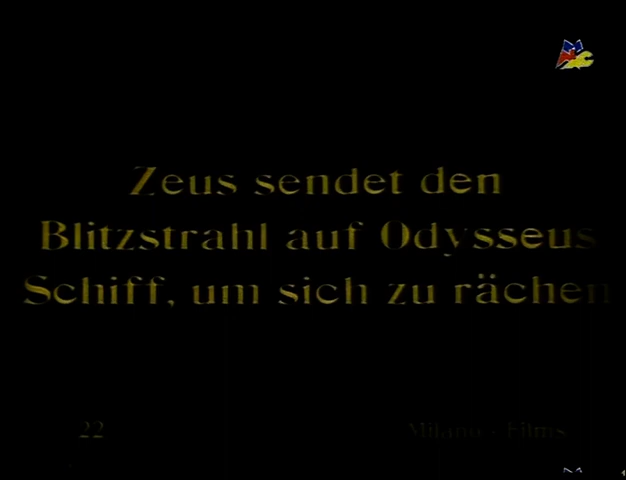 Zeus sendet den
Blitzstrahl auf Odysseus
Schiff, um sich zu rächen
22
Milano - Films